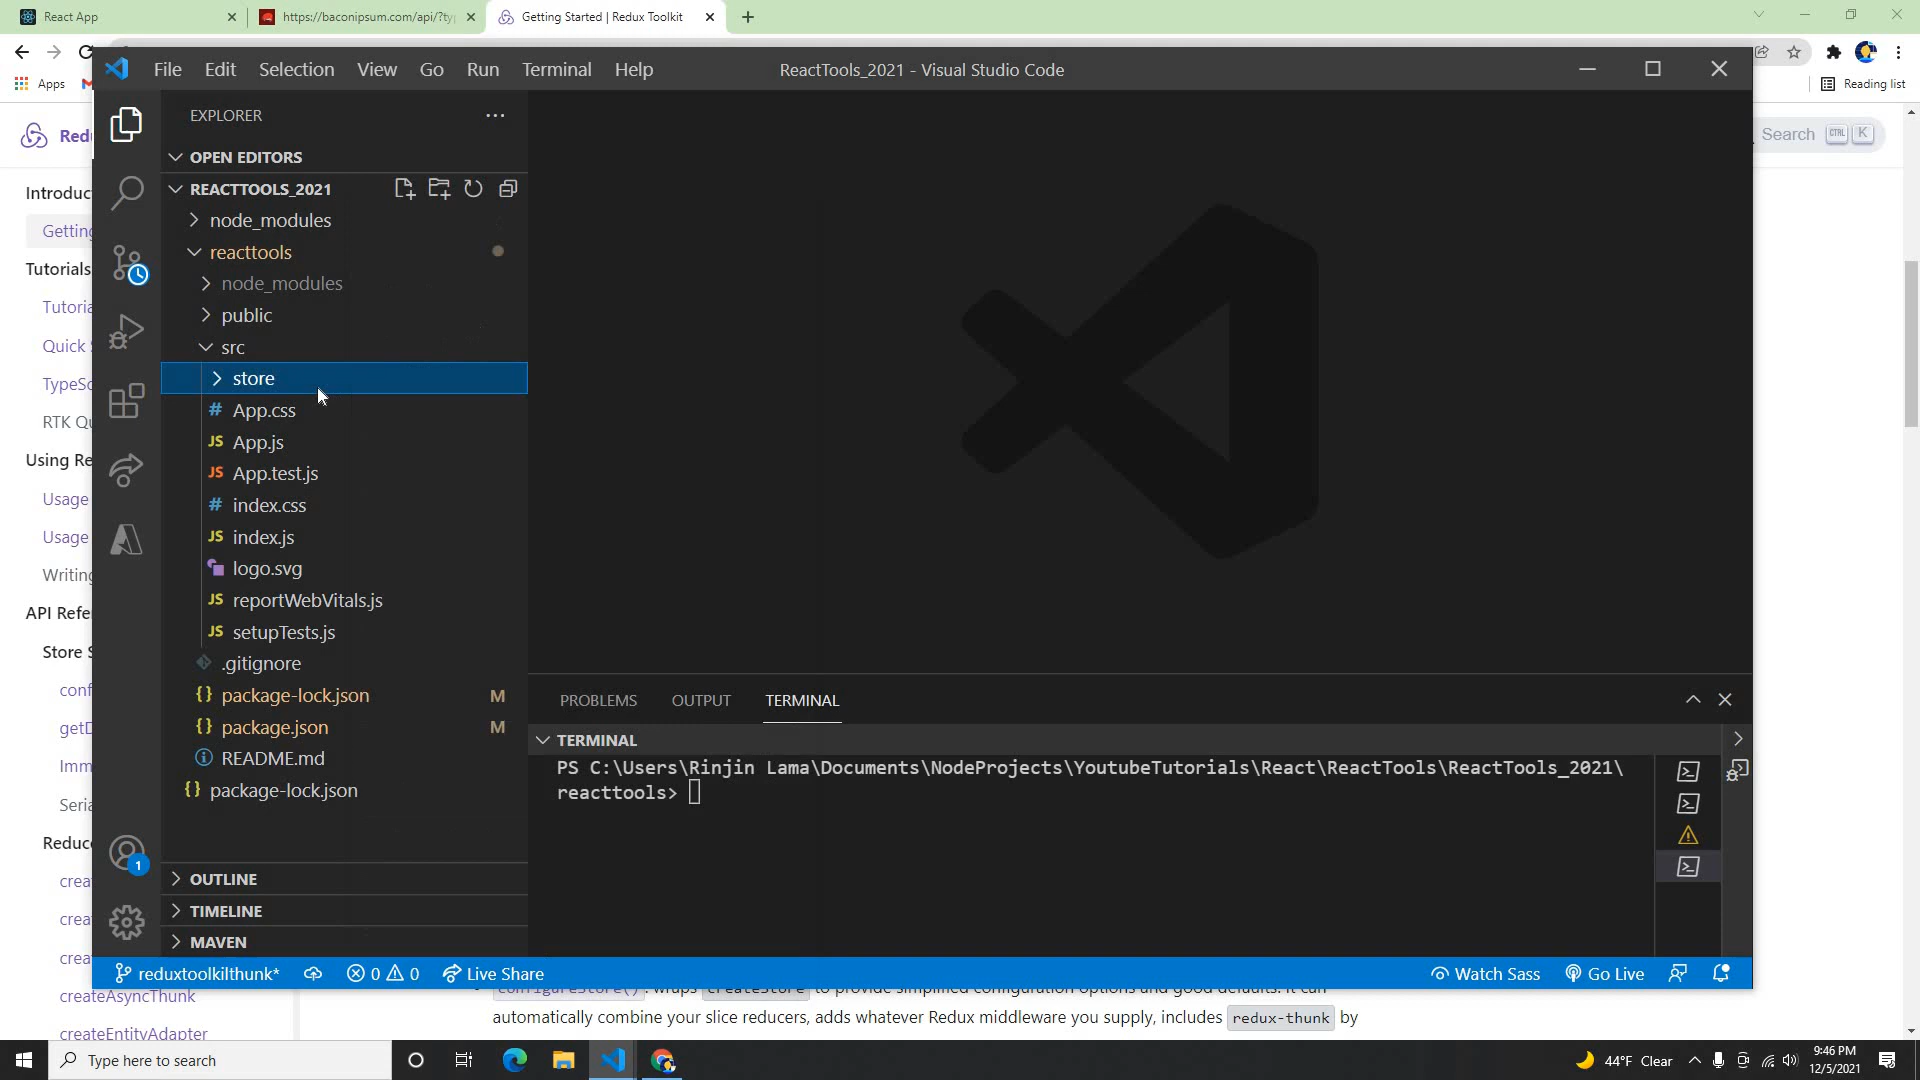 React App
https://baconipsum.com/api/?ty
Getting Started | Redux Toolkit
Apps
Reading list
Search CTRL K
File Edit Selection View Go Run Terminal Help
ReactTools_2021 - Visual Studio Code
EXPLORER
OPEN EDITORS
REACTTOOLS_2021
node_modules
reacttools
node_modules
public
src
store
App.css
App.js
App.test.js
index.css
index.js
logo.svg
reportWebVitals.js
setupTests.js
.gitignore
package-lock.json M
package.json M
README.md
package-lock.json
OUTLINE
TIMELINE
MAVEN
PROBLEMS OUTPUT TERMINAL
TERMINAL
PS C:\Users\Rinjin Lama\Documents\NodeProjects\YoutubeTutorials\React\ReactTools\ReactTools_2021\
reacttools>
1
reduxtoolkilthunk* 0 0 Live Share
Watch Sass Go Live
Red
Introduc
Getting
Tutorials
Tutoria
Quick
TypeSc
RTK Qu
Using Re
Usage
Usage
Writing
API Refe
Store S
conf
getD
Imm
Seria
Reduc
crea
crea
crea
createAsyncThunk
createEntityAdapter
configureStore(): wraps createStore to provide simplified configuration options and good defaults. It can
automatically combine your slice reducers, adds whatever Redux middleware you supply, includes redux-thunk by
Type here to search
44°F Clear
9:46 PM
12/5/2021